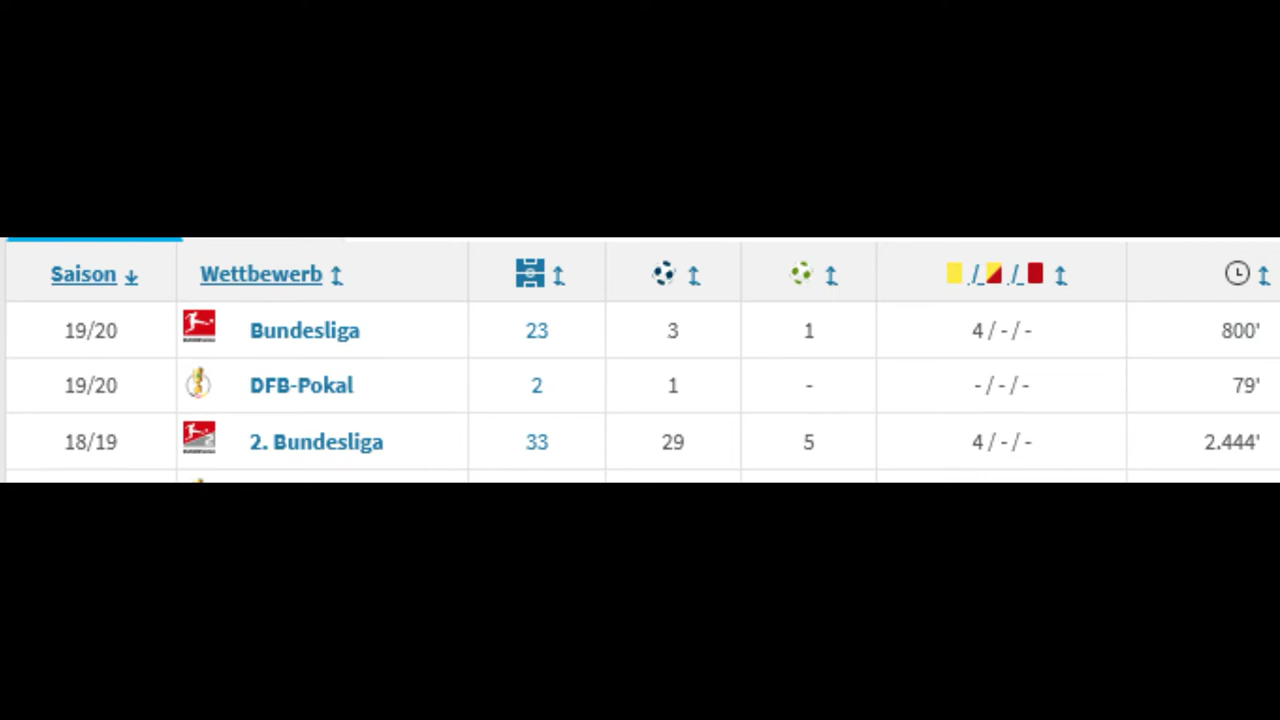 Saison Wettbewerb / /
19/20 Bundesliga 23 3 1 4 / - / - 800'
19/20 DFB-Pokal 2 1 - - / - / - 79'
18/19 2. Bundesliga 33 29 5 4 / - / - 2.444'